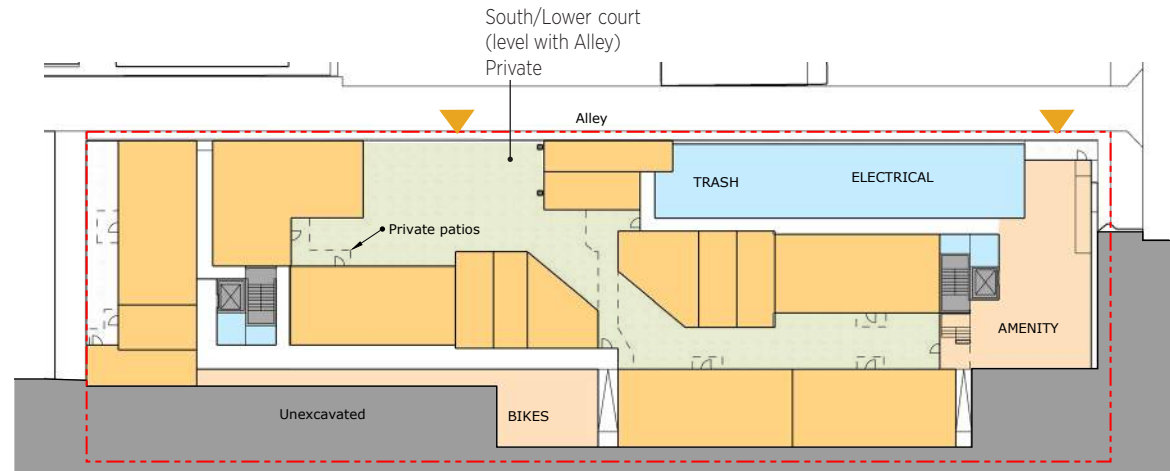 South/Lower court
(level with Alley)
Private
Alley
TRASH
ELECTRICAL
Private patios
AMENITY
Unexcavated
BIKES